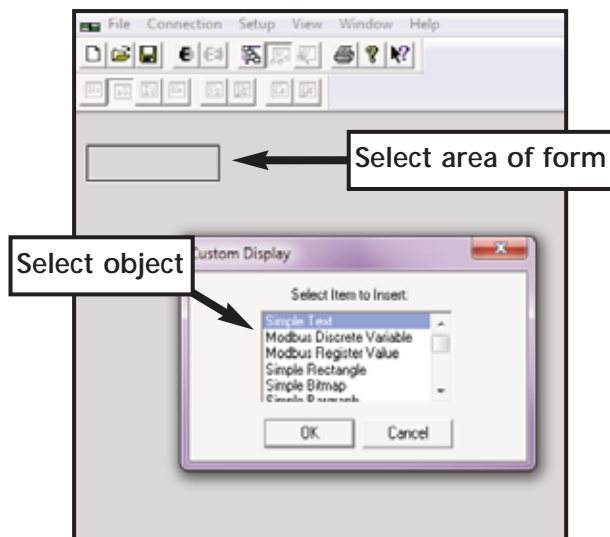 File Connection Setup View Window Help
Select area of form
Select object
Custom Display
Select Item to Insert:
Simple Text
Modbus Discrete Variable
Modbus Register Value
Simple Rectangle
Simple Bitmap
OK Cancel